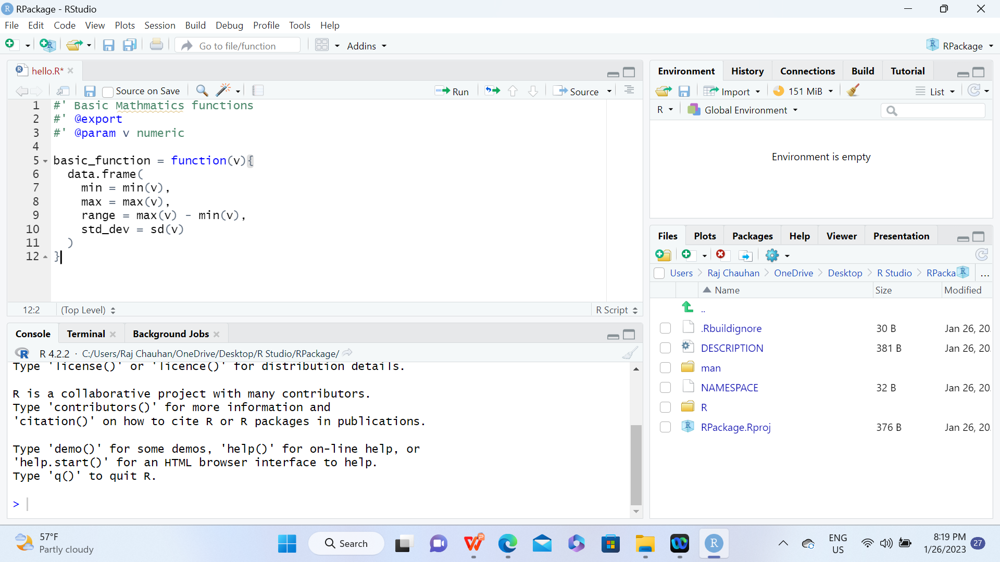 RPackage - RStudio
File Edit Code View Plots Session Build Debug Profile Tools Help
Go to file/function Addins RPackage
hello.R*
Source on Save Run Source
1 #' Basic Mathmatics functions
2 #' @export
3 #' @param v numeric
4
5 basic_function = function(v){
6 data.frame(
7 min = min(v),
8 max = max(v),
9 range = max(v) - min(v),
10 std_dev = sd(v)
11 )
12 }
12:2 (Top Level) R Script
Console Terminal Background Jobs
R 4.2.2 · C:/Users/Raj Chauhan/OneDrive/Desktop/R Studio/RPackage/
Type 'license()' or 'licence()' for distribution details.
R is a collaborative project with many contributors.
Type 'contributors()' for more information and
'citation()' on how to cite R or R packages in publications.
Type 'demo()' for some demos, 'help()' for on-line help, or
'help.start()' for an HTML browser interface to help.
Type 'q()' to quit R.
>
Environment History Connections Build Tutorial
Import 151 MiB List
R Global Environment
Environment is empty
Files Plots Packages Help Viewer Presentation
Users Raj Chauhan OneDrive Desktop R Studio RPacka ...
Name Size Modified
..
.Rbuildignore 30 B Jan 26, 20
DESCRIPTION 381 B Jan 26, 20
man
NAMESPACE 32 B Jan 26, 20
R
RPackage.Rproj 376 B Jan 26, 20
57°F
Partly cloudy
Search
ENG
US
8:19 PM
1/26/2023
27